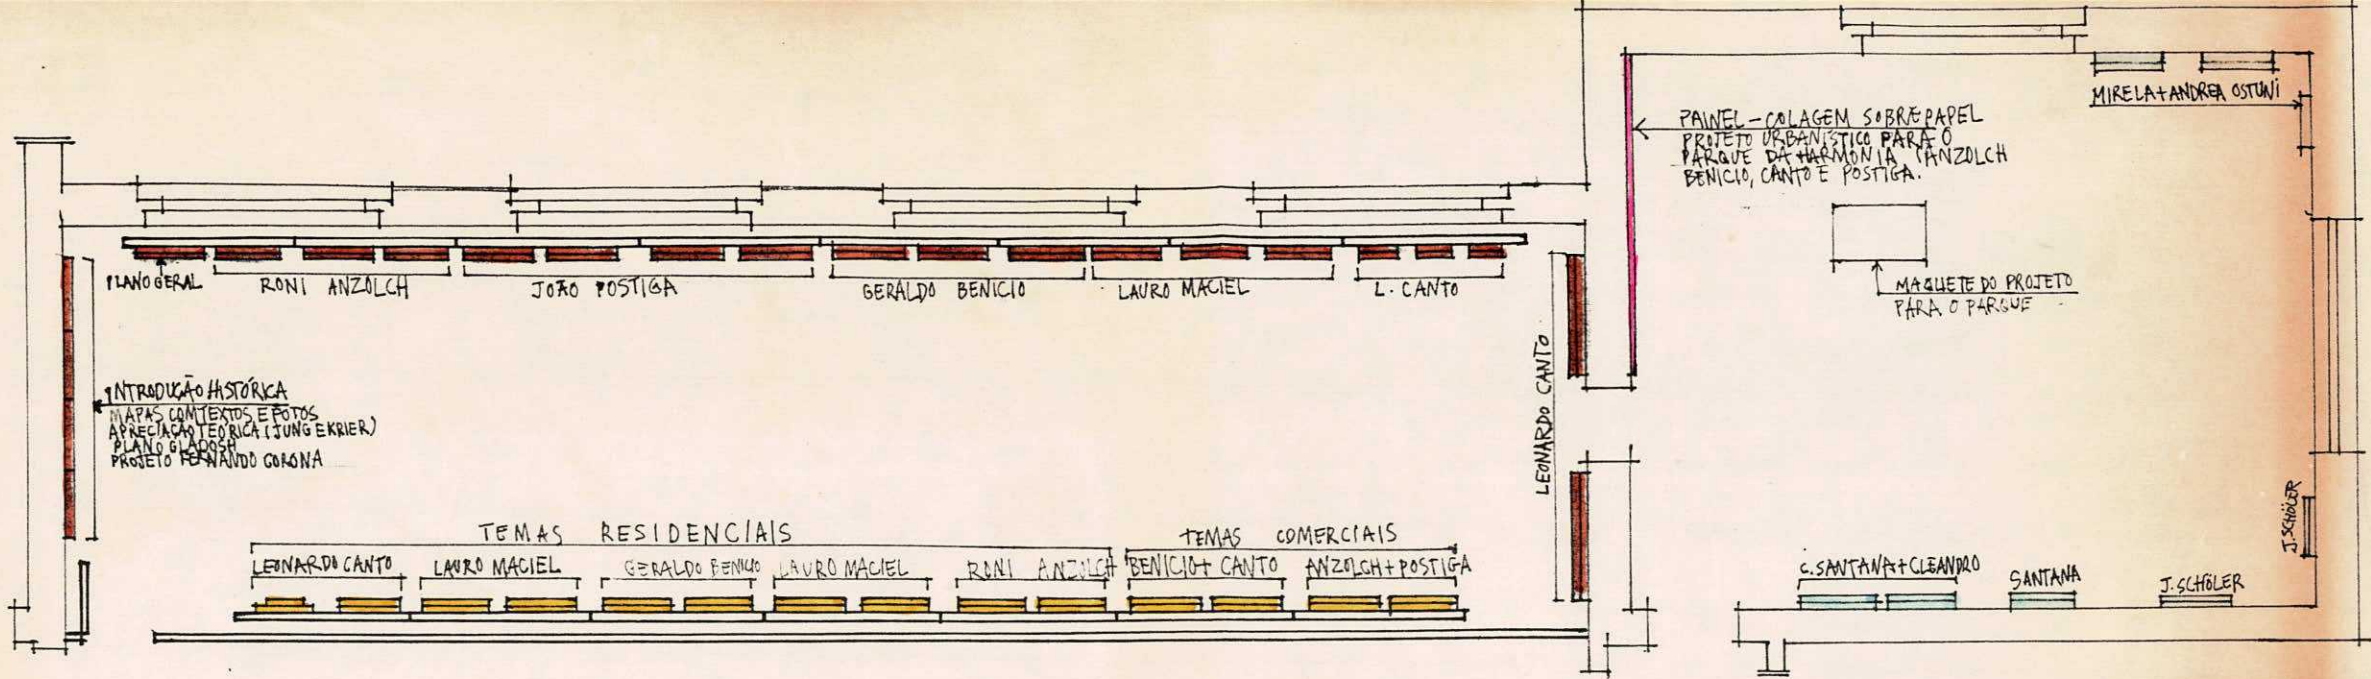 MIRELA+ANDREA OSTUNI
PAINEL-COLAGEM SOBRE PAPEL
PROJETO URBANÍSTICO PARA O
PARQUE DA HARMONIA (ANZOLCH
BENICIO, CANTO E POSTIGA.
PLANO GERAL
RONI ANZOLCH
JOÃO POSTIGA
GERALDO BENICIO
LAURO MACIEL
L. CANTO
MAQUETE DO PROJETO
PARA O PARQUE
LEONARDO CANTO
INTRODUÇÃO HISTÓRICA
MAPAS COM TEXTOS E FOTOS
APRECIAÇÃO TEÓRICA (JUNG E KRIER)
PLANO GLADOSH
PROJETO FERNANDO CORONA
TEMAS RESIDENCIAIS
TEMAS COMERCIAIS
LEONARDO CANTO
LAURO MACIEL
GERALDO BENICIO
LAURO MACIEL
RONI ANZOLCH
BENICIO+ CANTO
ANZOLCH+POSTIGA
C. SANTANA+CLEANDRO
SANTANA
J. SCHÖLER
J. SCHÖLER